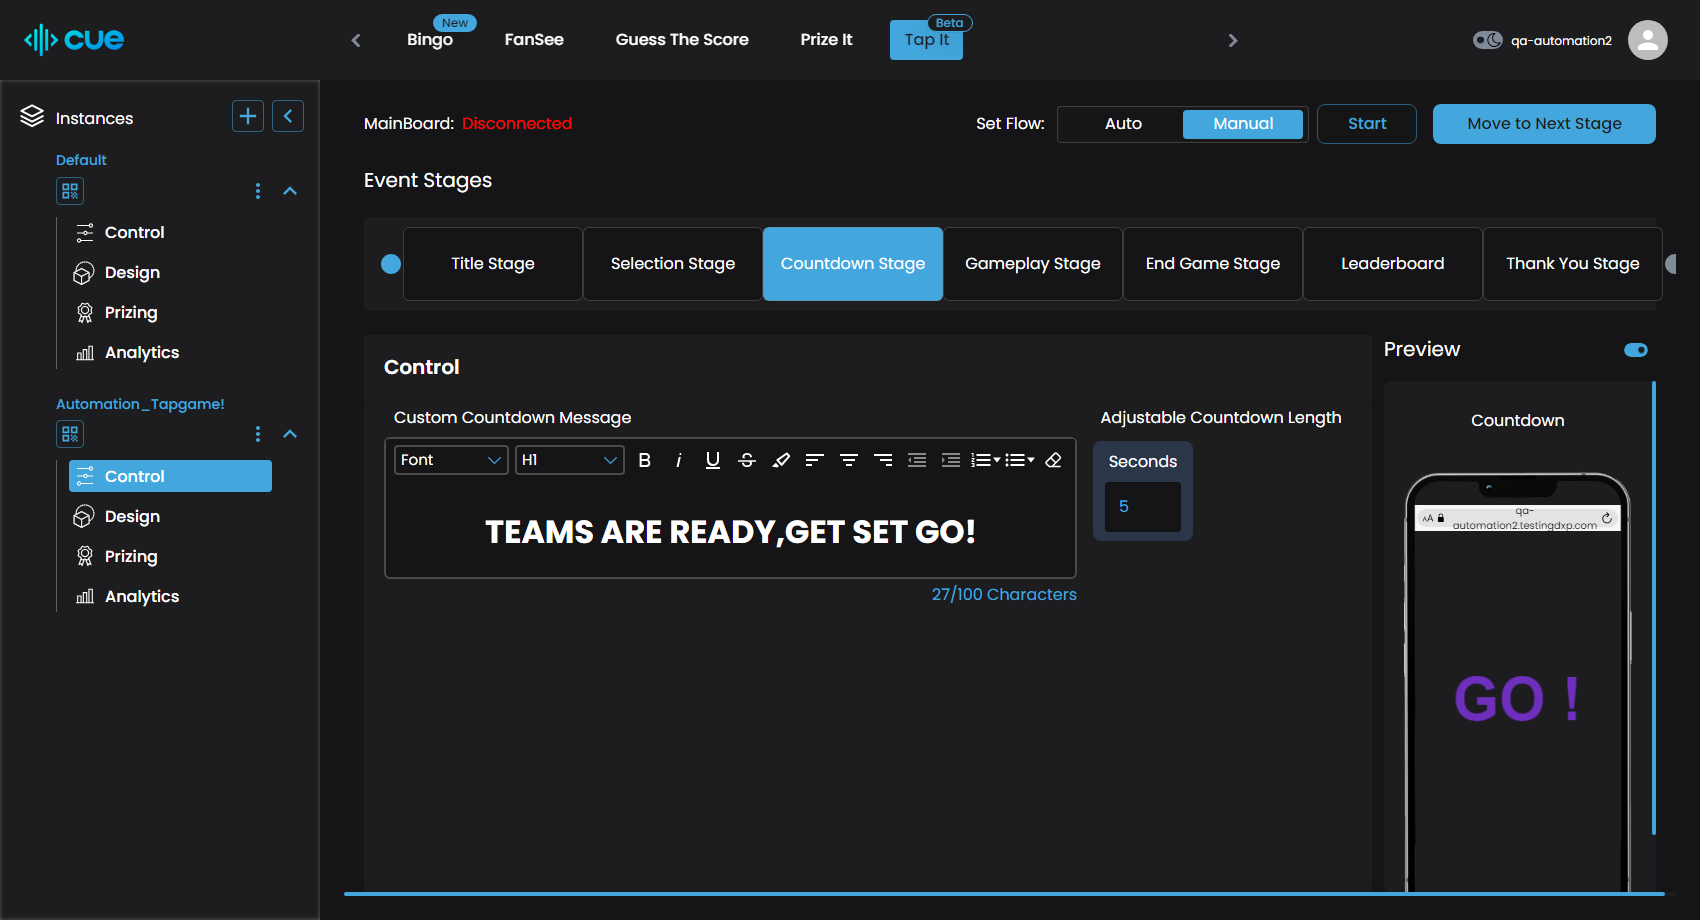 cue
New
Bingo
FanSee
Guess The Score
Prize It
Beta
Tap It
qa-automation2
Instances
Default
Control
Design
Prizing
Analytics
Automation_Tapgame!
Control
Design
Prizing
Analytics
MainBoard: Disconnected
Set Flow:
Auto
Manual
Start
Move to Next Stage
Event Stages
Title Stage
Selection Stage
Countdown Stage
Gameplay Stage
End Game Stage
Leaderboard
Thank You Stage
Control
Custom Countdown Message
Font
H1
B
i
U
S
TEAMS ARE READY,GET SET GO!
27/100 Characters
Adjustable Countdown Length
Seconds
5
Preview
Countdown
AA
qa-
automation2.testingdxp.com
GO !